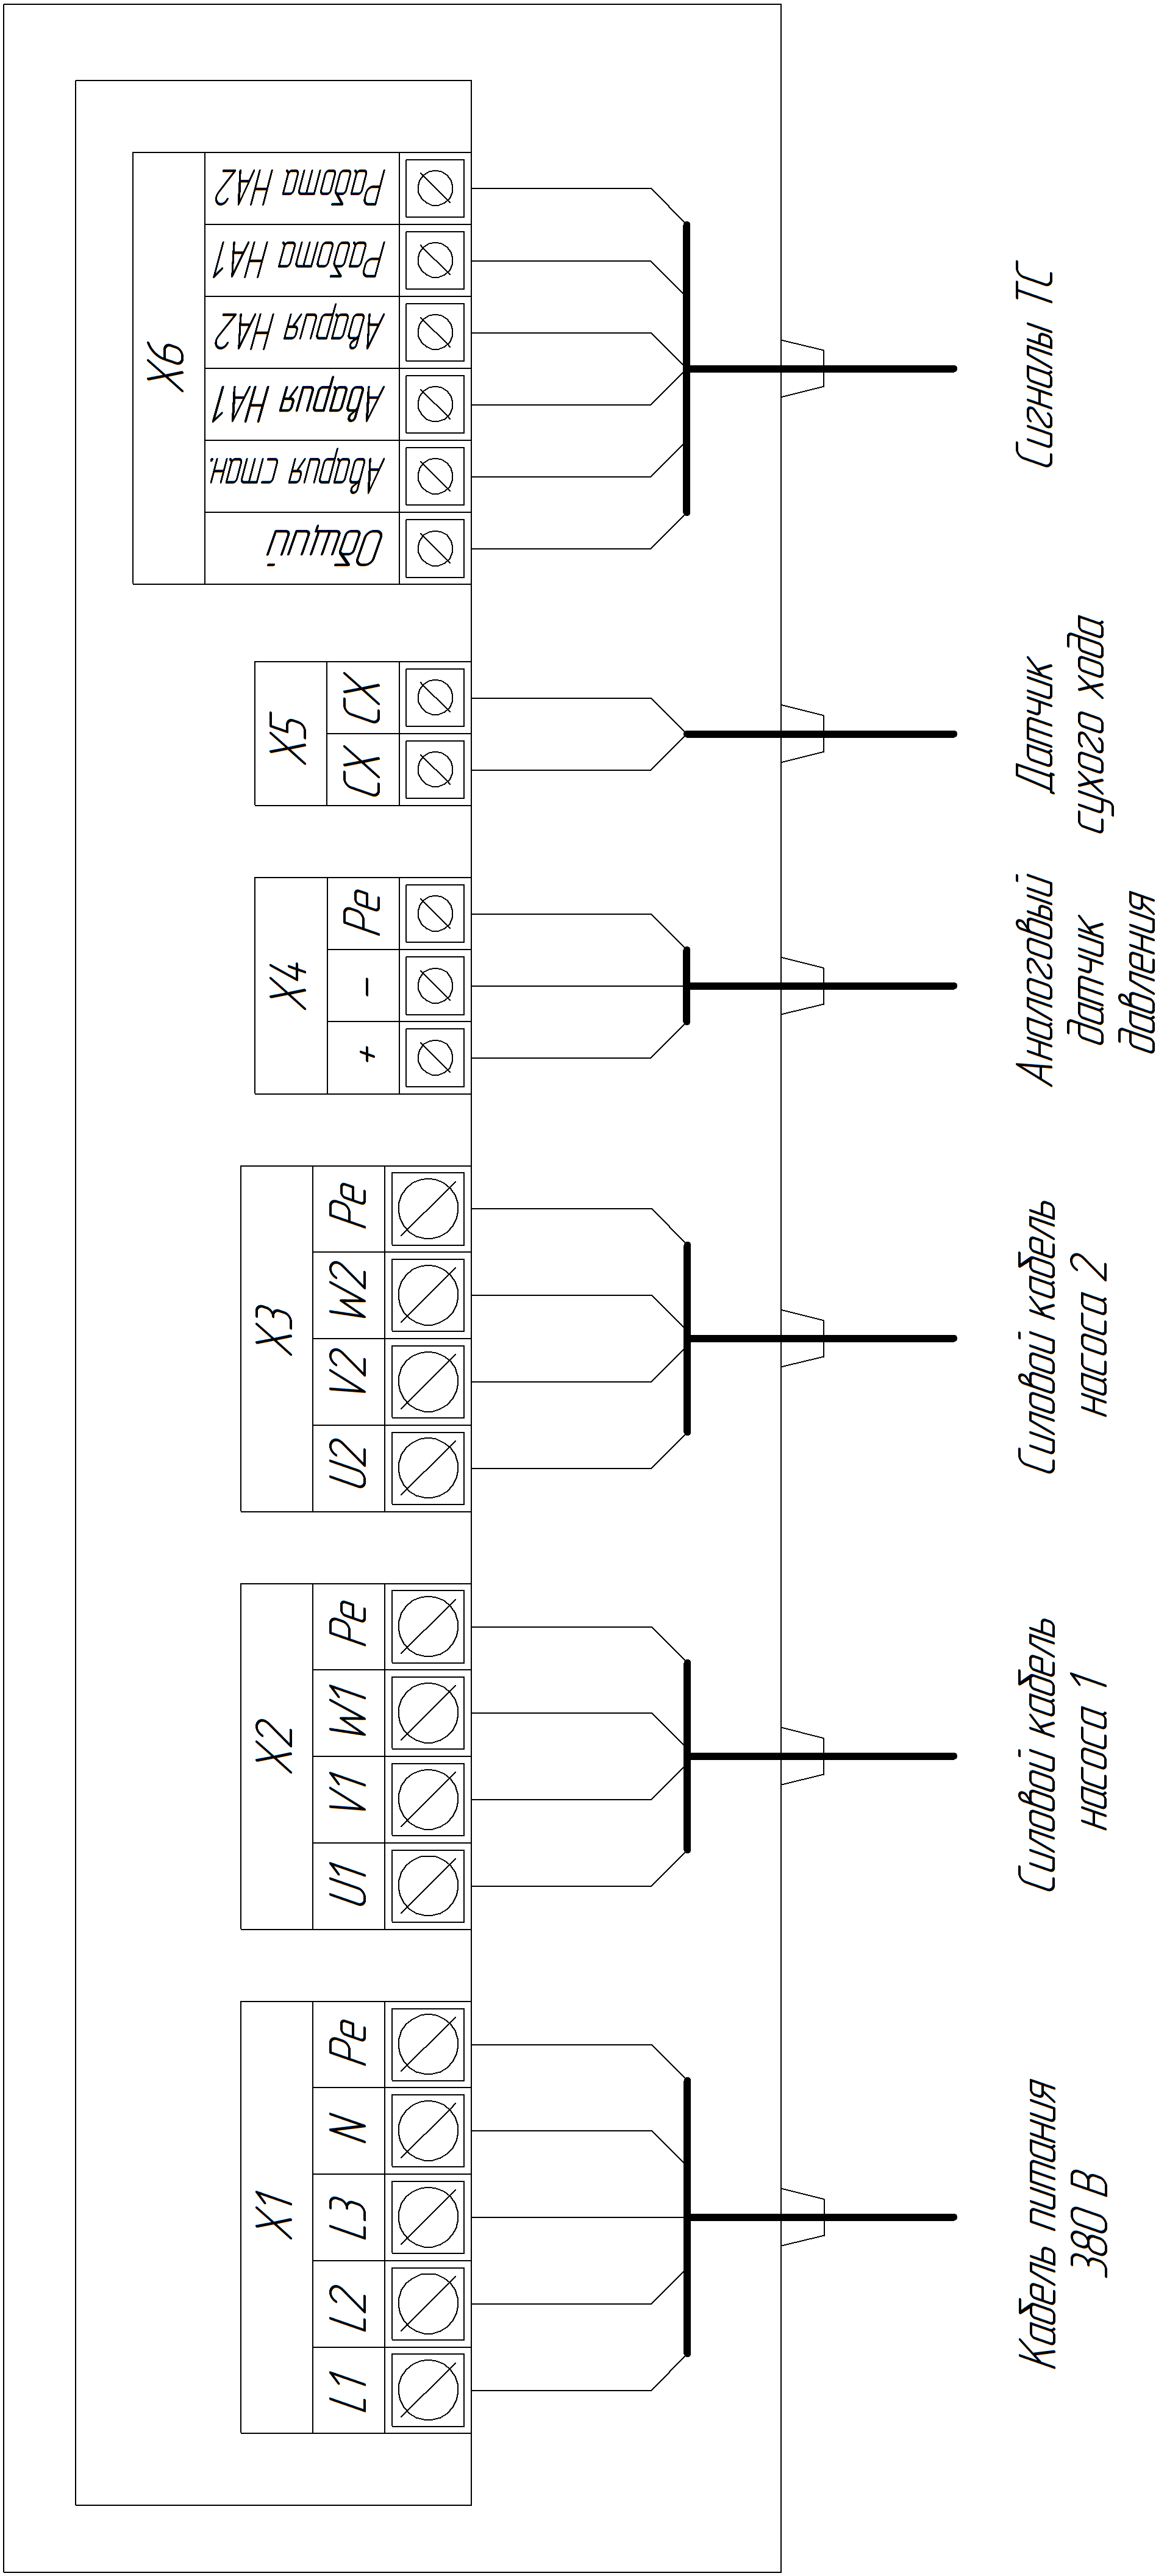 X1
L1
L2
L3
N
Pe
Кабель питания
380 В
X2
U1
V1
W1
Pe
Силовой кабель
насоса 1
X3
U2
V2
W2
Pe
Силовой кабель
насоса 2
X4
+
-
Pe
Аналоговый
датчик
давления
X5
СХ
СХ
Датчик
сухого хода
X6
Общий
Авария стан.
Авария НА1
Авария НА2
Работа НА1
Работа НА2
Сигналы ТС